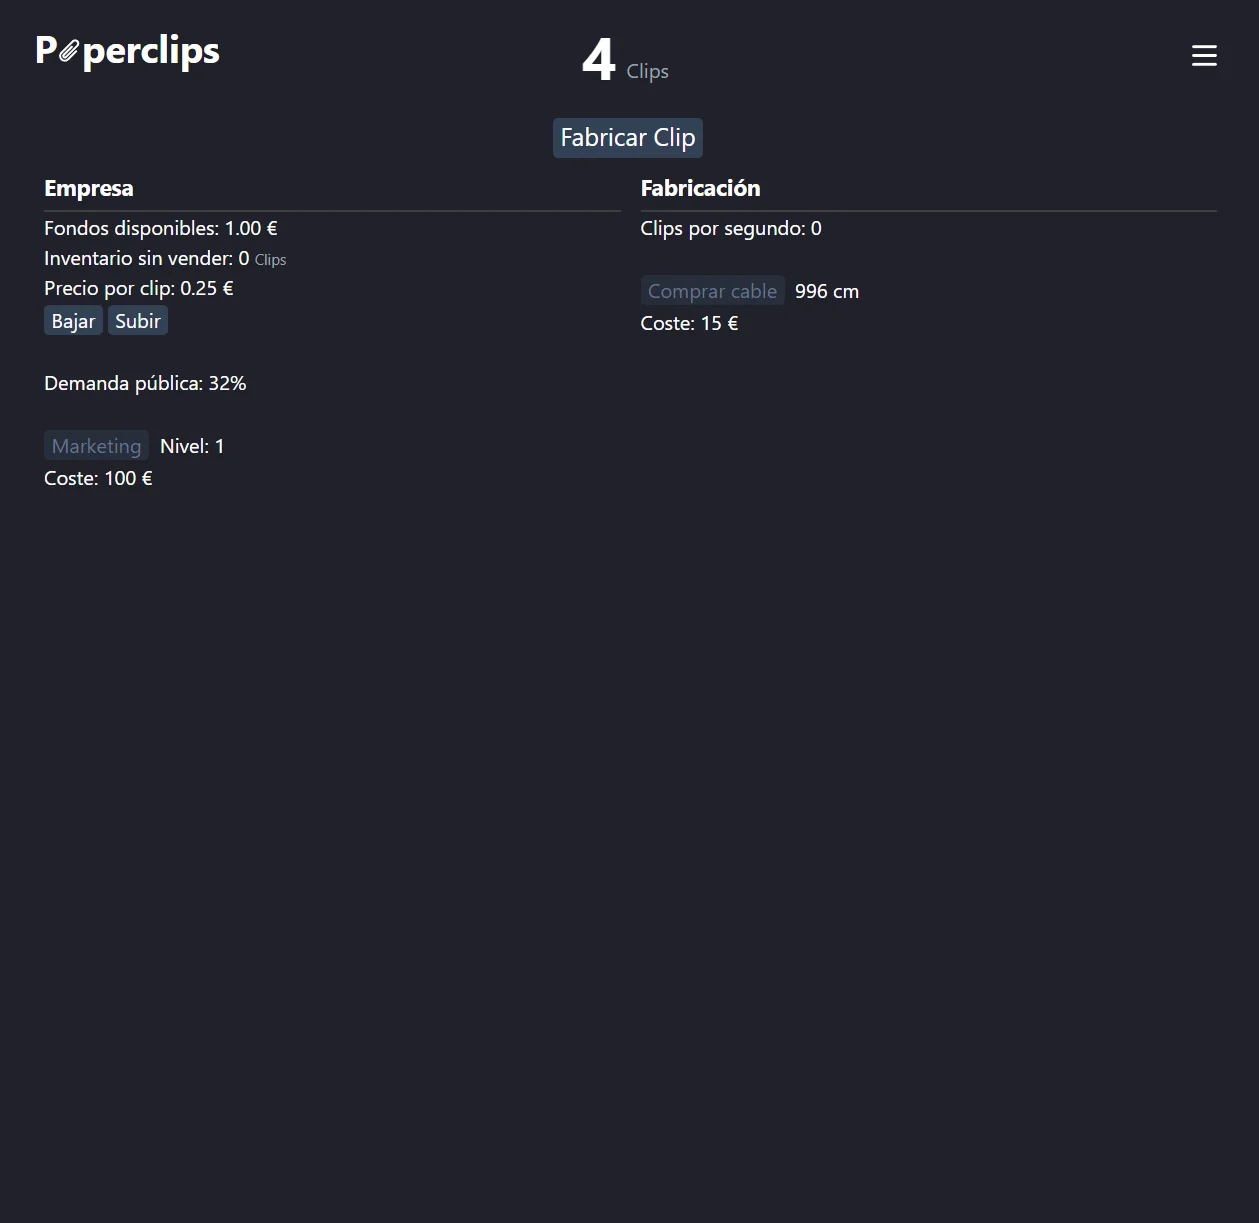 Paperclips
4 Clips
Fabricar Clip
Empresa
Fondos disponibles: 1.00 €
Inventario sin vender: 0 Clips
Precio por clip: 0.25 €
Bajar Subir
Demanda pública: 32%
Marketing Nivel: 1
Coste: 100 €
Fabricación
Clips por segundo: 0
Comprar cable 996 cm
Coste: 15 €